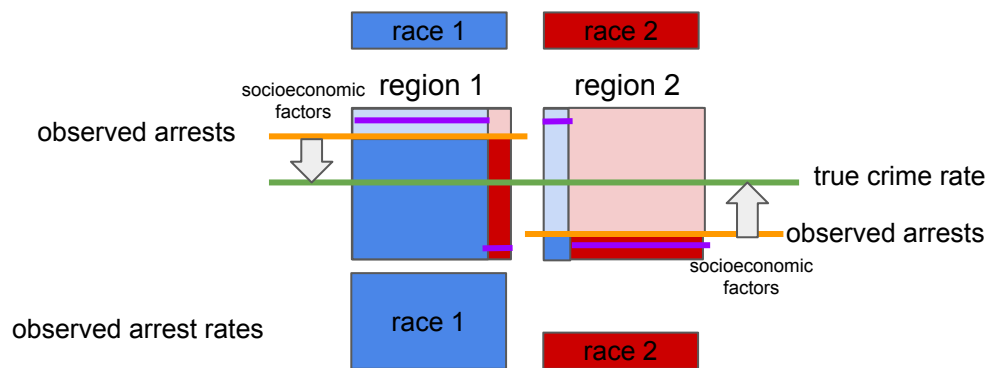 race 1
race 2
socioeconomic
factors
region 1
region 2
observed arrests
true crime rate
observed arrests
socioeconomic
factors
observed arrest rates
race 1
race 2